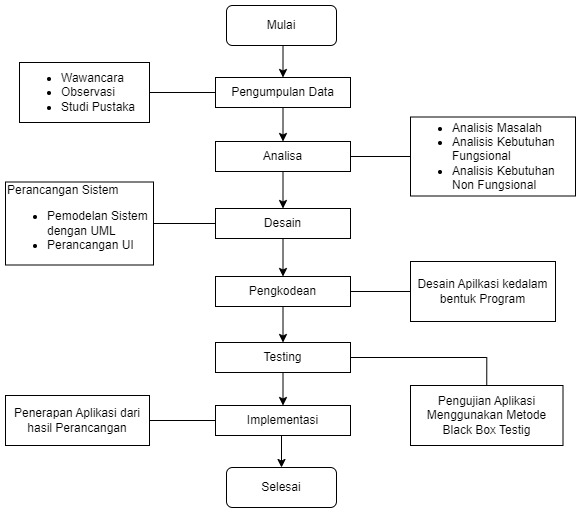 Mulai
Wawancara
Observasi
Studi Pustaka
Pengumpulan Data
Analisa
Analisis Masalah
Analisis Kebutuhan
Fungsional
Analisis Kebutuhan
Non Fungsional
Perancangan Sistem
Pemodelan Sistem
dengan UML
Perancangan UI
Desain
Pengkodean
Desain Apilkasi kedalam
bentuk Program
Testing
Pengujian Aplikasi
Menggunakan Metode
Black Box Testig
Penerapan Aplikasi dari
hasil Perancangan
Implementasi
Selesai